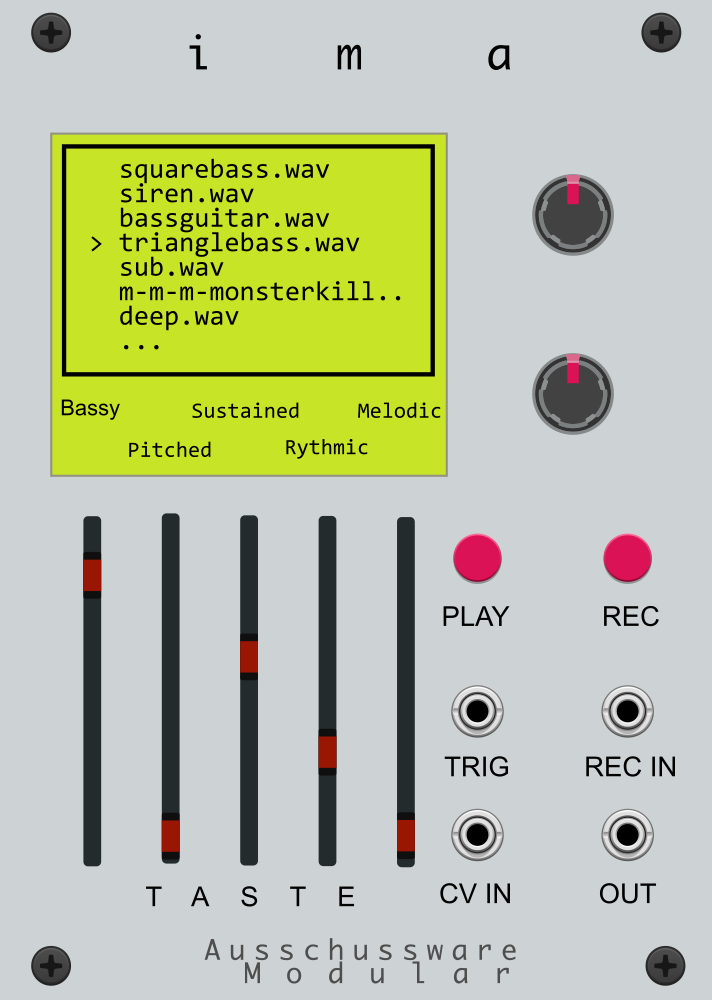 i m a
squarebass.wav
siren.wav
bassguitar.wav
> trianglebass.wav
sub.wav
m-m-m-monsterkill..
deep.wav
...
Bassy Sustained Melodic
Pitched Rythmic
PLAY REC
TRIG REC IN
CV IN OUT
T A S T E
Ausschussware
Modular